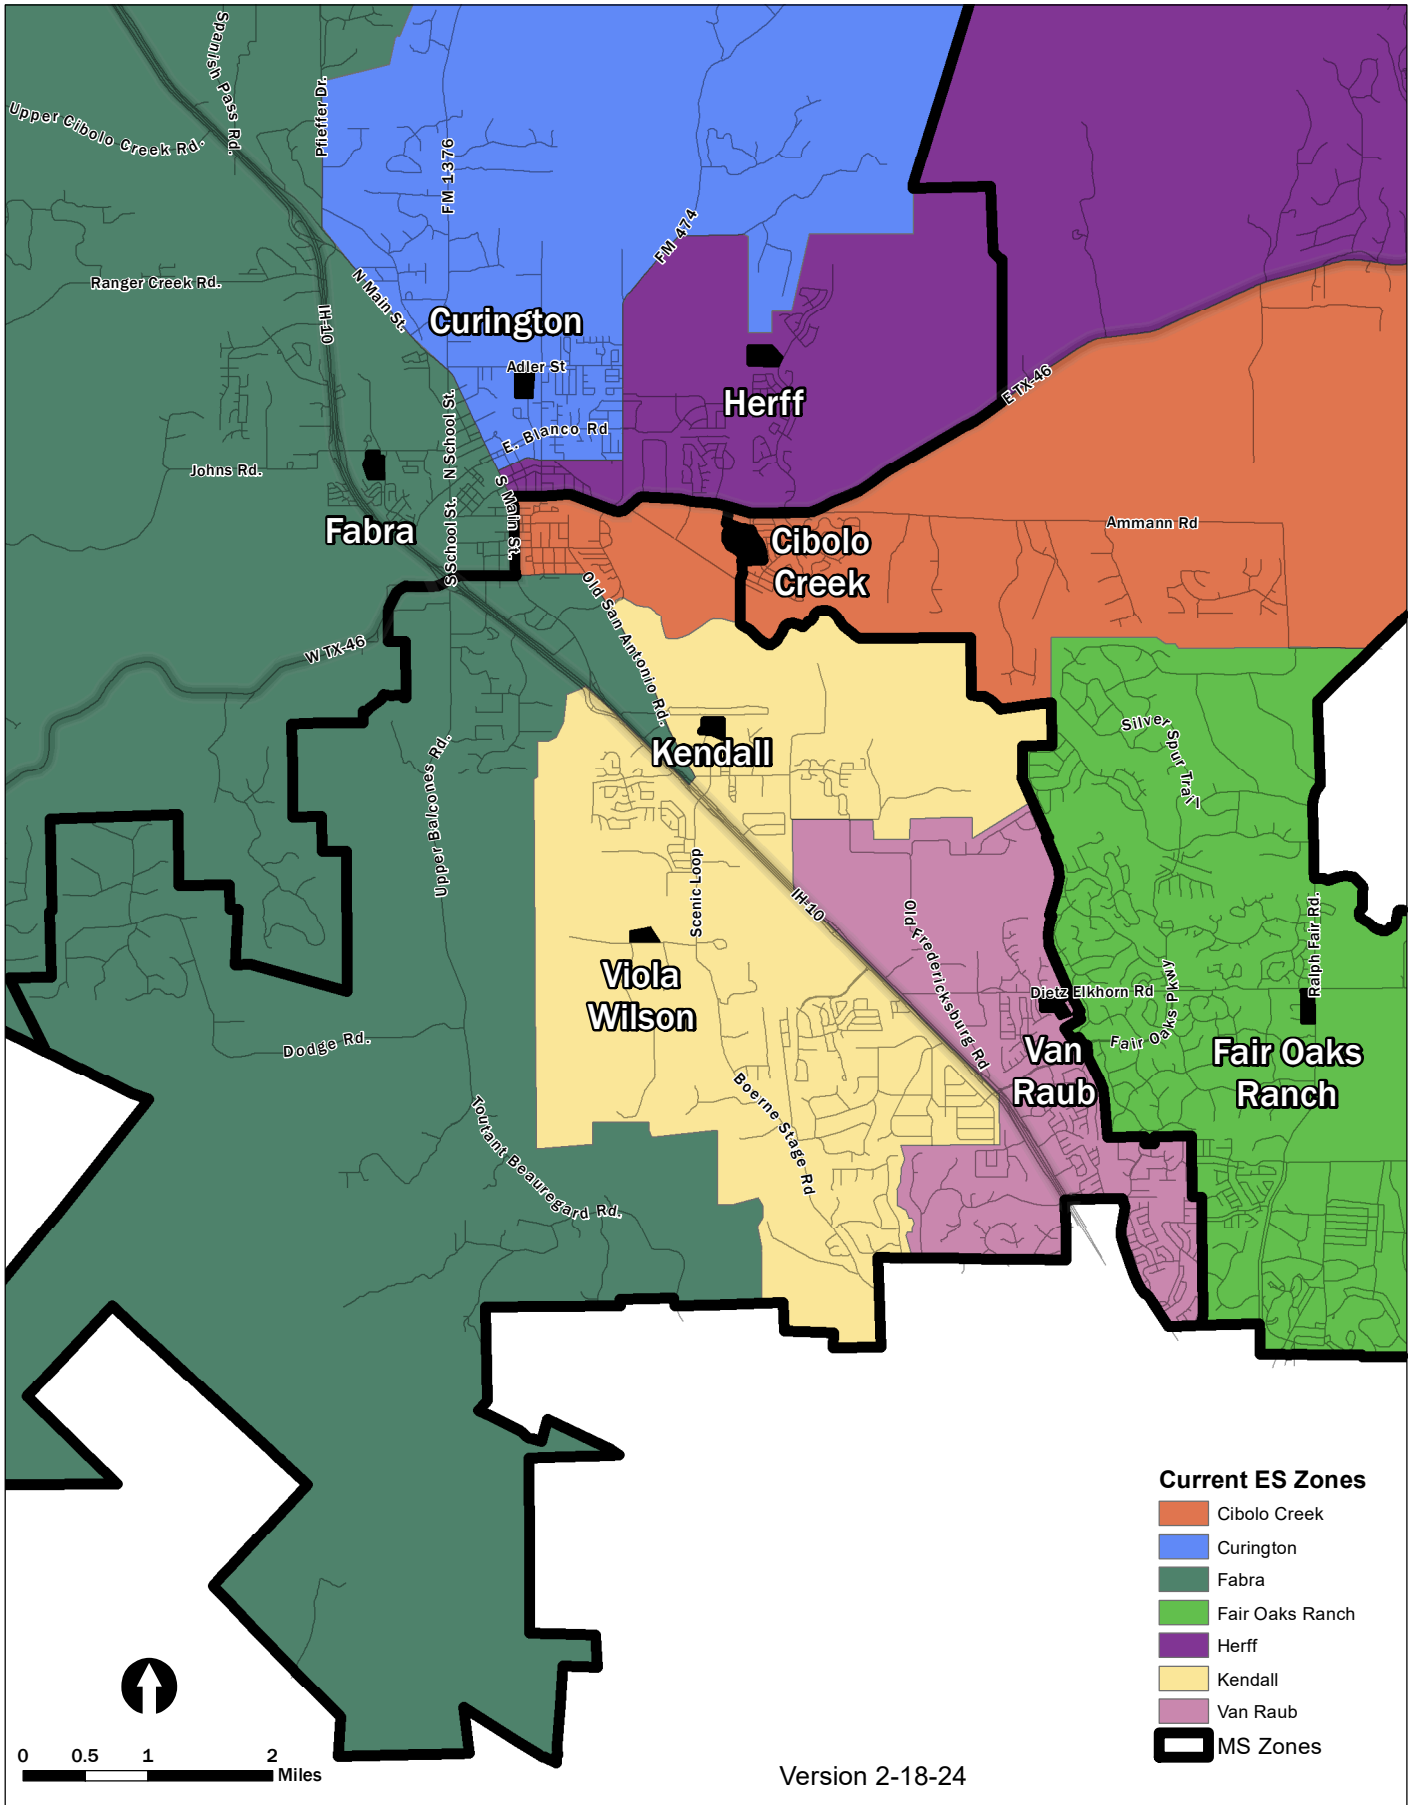 Spanish Pass Rd.
Pfieffer Dr.
Upper Cibolo Creek Rd.
FM 1376
FM 474
Ranger Creek Rd.
N Main St.
IH-10
Curington
Adler St
Herff
E TX-46
E. Blanco Rd
N School St.
Johns Rd.
S Main St.
S School St.
Fabra
Ammann Rd
Cibolo
Creek
Old San Antonio Rd.
W TX-46
Silver Spur Trail
Kendall
Upper Balcones Rd.
Scenic Loop
IH-10
Old Fredericksburg Rd
Ralph Fair Rd.
Viola
Wilson
Dietz Elkhorn Rd
Fair Oaks Pkwy
Dodge Rd.
Van
Raub
Fair Oaks
Ranch
Boerne Stage Rd
Toutant Beauregard Rd.
Current ES Zones
Cibolo Creek
Curington
Fabra
Fair Oaks Ranch
Herff
Kendall
Van Raub
MS Zones
0 0.5 1 2
Miles
Version 2-18-24